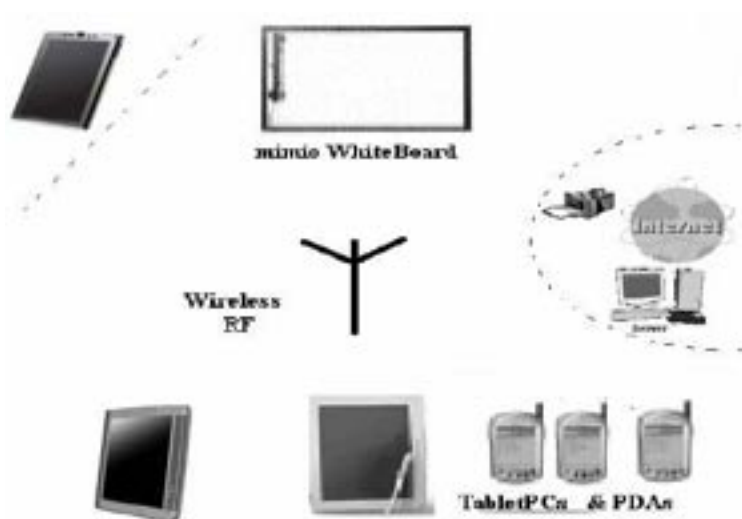 mimio WhiteBoard
Internet
Wireless
RF
Server
TabletPCs & PDAs